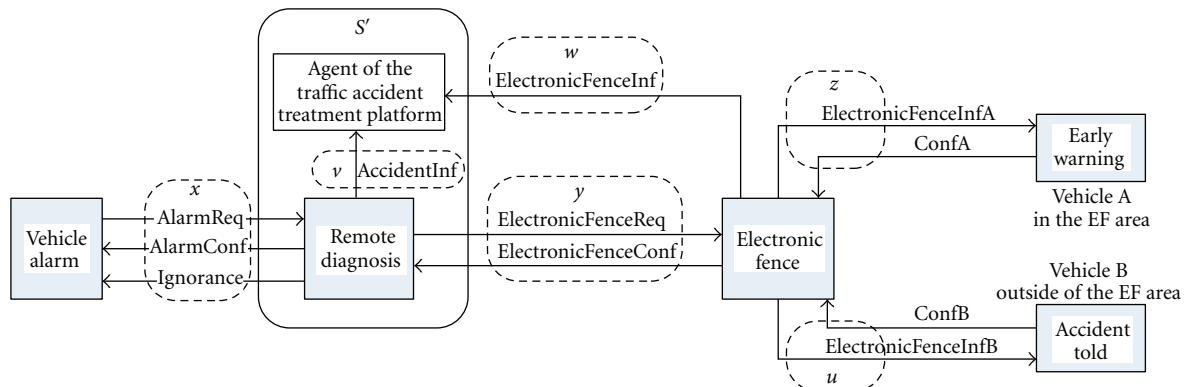 S′
Agent of the
traffic accident
treatment platform
w
ElectronicFenceInf
z
ElectronicFenceInfA
ConfA
Early
warning
Vehicle A
in the EF area
v AccidentInf
x
AlarmReq
AlarmConf
Ignorance
Vehicle
alarm
Remote
diagnosis
y
ElectronicFenceReq
ElectronicFenceConf
Electronic
fence
Vehicle B
outside of the EF area
ConfB
ElectronicFenceInfB
Accident
told
u